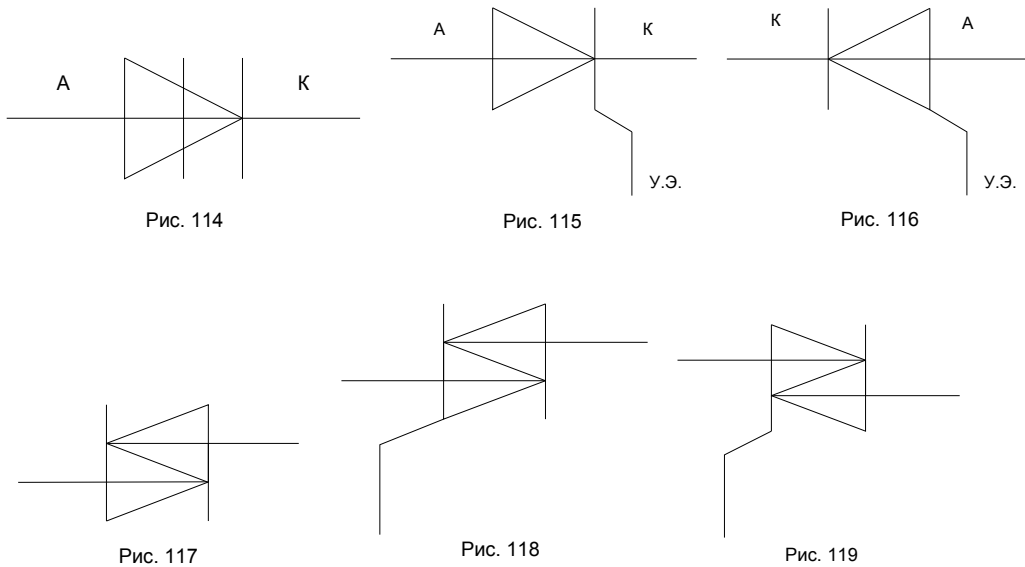 А К
А К
К А
У.Э.
У.Э.
Рис. 114
Рис. 115
Рис. 116
Рис. 117
Рис. 118
Рис. 119